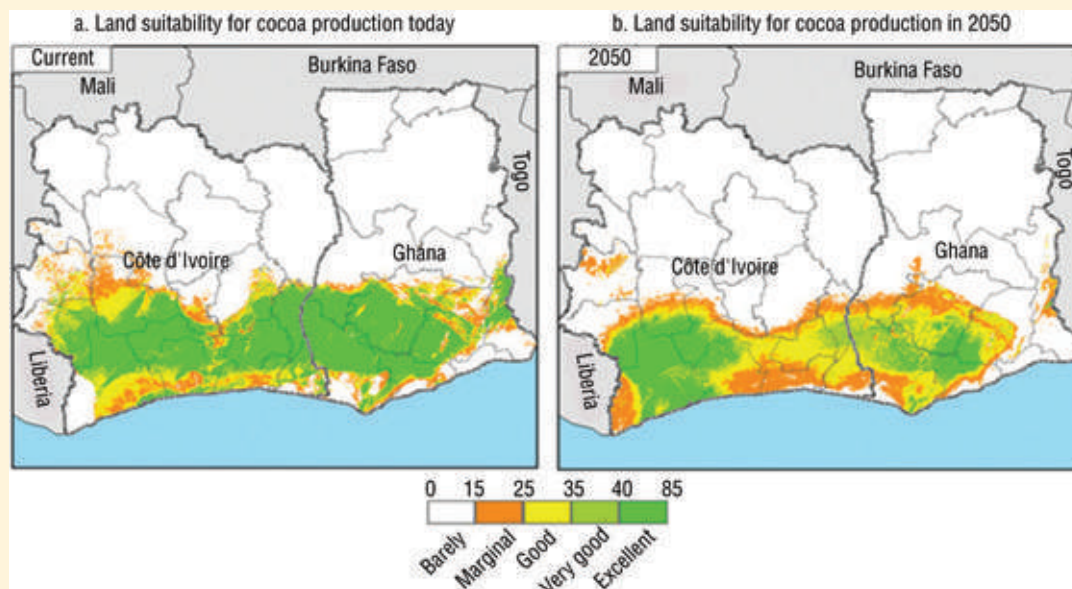 a. Land suitability for cocoa production today
Current
Mali
Burkina Faso
Togo
Côte d'Ivoire
Ghana
Liberia
b. Land suitability for cocoa production in 2050
2050
Mali
Burkina Faso
Togo
Côte d'Ivoire
Ghana
Liberia
0 15 25 35 40 85
Barely
Marginal
Good
Very good
Excellent